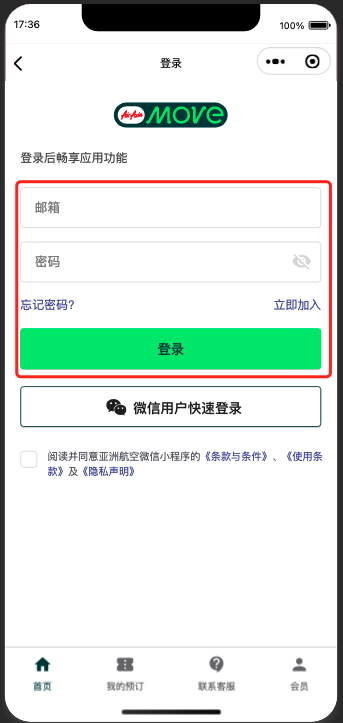 17:36
100%
登录
AirAsia move
登录后畅享应用功能
邮箱
密码
忘记密码?
立即加入
登录
微信用户快速登录
阅读并同意亚洲航空微信小程序的《条款与条件》、《使用条
款》及《隐私声明》
首页
我的预订
联系客服
会员